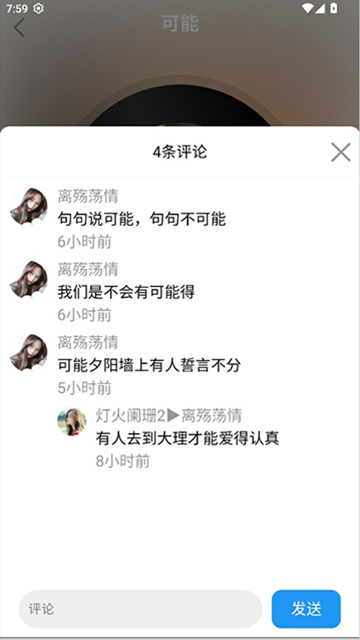 7:59
可能
4条评论
离殇荡情
句句说可能，句句不可能
6小时前
离殇荡情
我们是不会有可能得
6小时前
离殇荡情
可能夕阳墙上有人誓言不分
5小时前
灯火阑珊2▶离殇荡情
有人去到大理才能爱得认真
8小时前
评论
发送